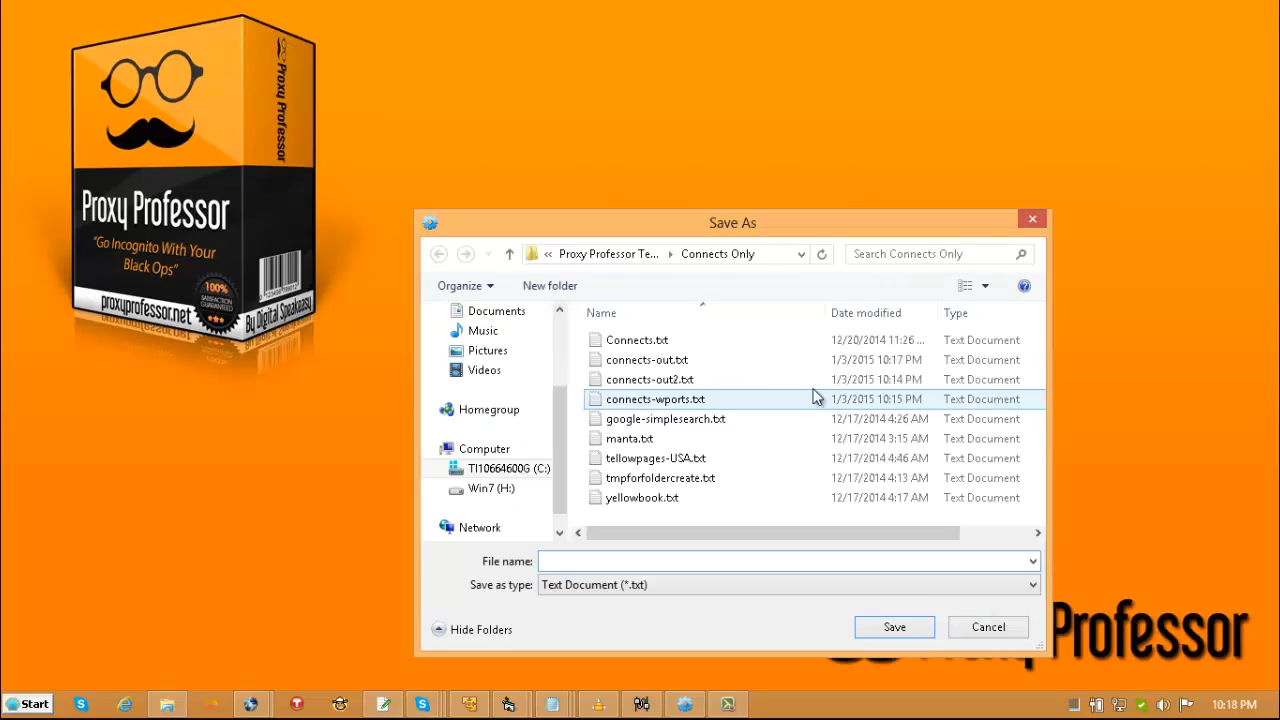 Proxy Professor
Proxy Professor
"Go Incognito With Your
Black Ops"
100%
SATISFACTION
GUARANTEED
proxyprofessor.net
By Digital Speakeasy
Save As
« Proxy Professor Te... Connects Only
Search Connects Only
Organize
New folder
Documents
Music
Pictures
Videos
Homegroup
Computer
TI10664600G (C:)
Win7 (H:)
Network
Name Date modified Type
Connects.txt 12/20/2014 11:26 ... Text Document
connects-out.txt 1/3/2015 10:17 PM Text Document
connects-out2.txt 1/3/2015 10:14 PM Text Document
connects-wports.txt 1/3/2015 10:15 PM Text Document
google-simplesearch.txt 12/17/2014 4:26 AM Text Document
manta.txt 12/17/2014 3:15 AM Text Document
tellowpages-USA.txt 12/17/2014 4:46 AM Text Document
tmpforfoldercreate.txt 12/17/2014 4:13 AM Text Document
yellowbook.txt 12/17/2014 4:17 AM Text Document
File name:
Save as type: Text Document (*.txt)
Hide Folders
Save
Cancel
Professor
Start
10:18 PM